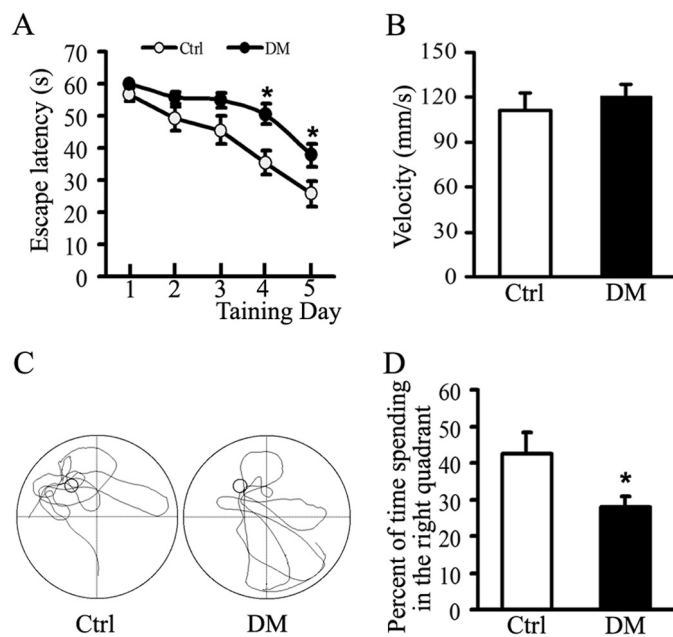 A
Ctrl DM
70
60
50
40
30
20
10
0
Escape latency (s)
* *
1 2 3 4 5
Taining Day
B
150
120
90
60
30
0
Velocity (mm/s)
Ctrl DM
C
Ctrl DM
D
60
50
40
30
20
10
0
Percent of time spending
in the right quadrant
*
Ctrl DM